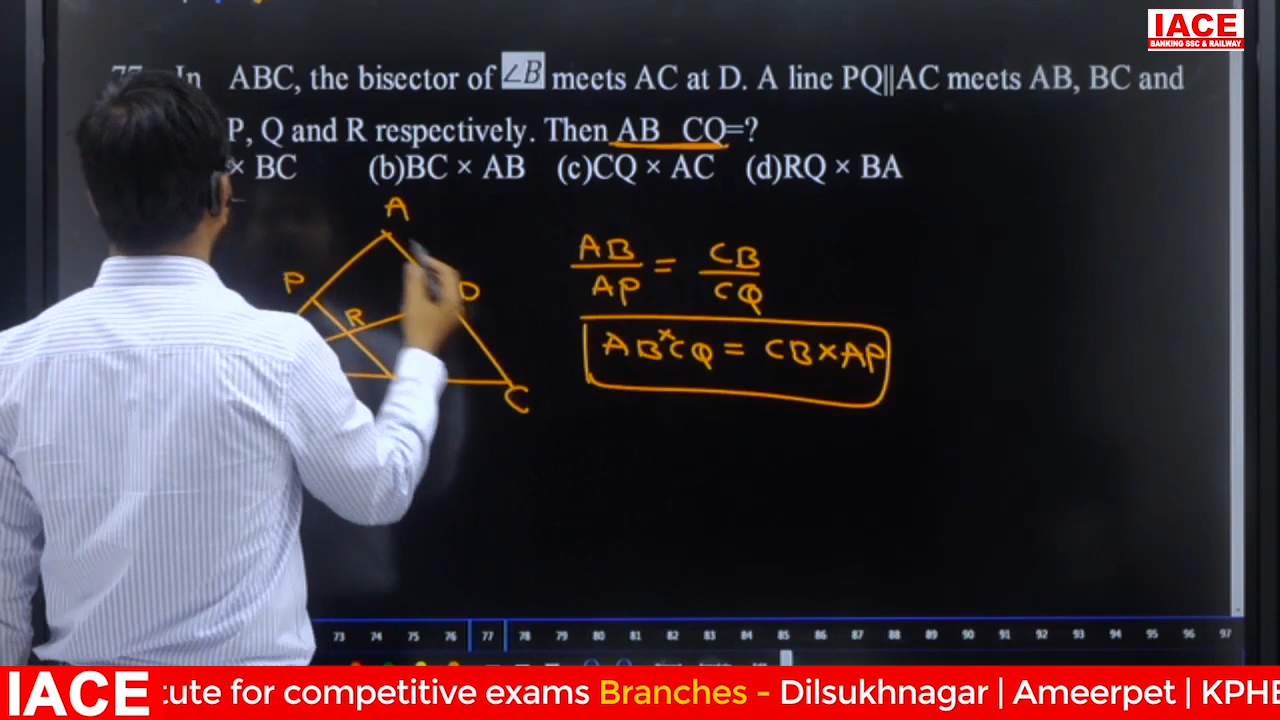 IACE
BANKING SSC & RAILWAY
77. In ABC, the bisector of ∠B meets AC at D. A line PQ||AC meets AB, BC and
P, Q and R respectively. Then AB CQ=?
× BC (b)BC × AB (c)CQ × AC (d)RQ × BA
A
P
R
D
C
AB/AP = CB/CQ
AB×CQ = CB×AP
73 74 75 76 77 78 79 80 81 82 83 84 85 86 87 88 89 90 91 92 93 94 95 96 97
IACE tute for competitive exams Branches - Dilsukhnagar | Ameerpet | KPHB